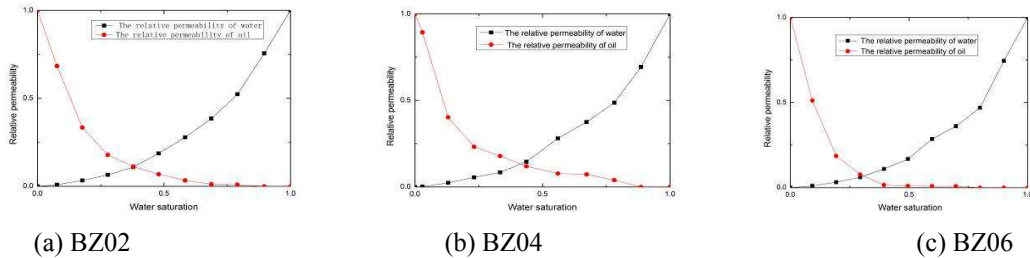 1.0
The relative permeability of water
The relative permeability of oil
Relative permeability
0.5
0.0
0.0 0.5 1.0
Water saturation
(a) BZ02
1.0
The relative permeability of water
The relative permeability of oil
Relative permeability
0.5
0.0
0.0 0.5 1.0
Water saturation
(b) BZ04
1.0
The relative permeability of water
The relative permeability of oil
Relative permeability
0.5
0.0
0.0 0.5 1.0
Water saturation
(c) BZ06